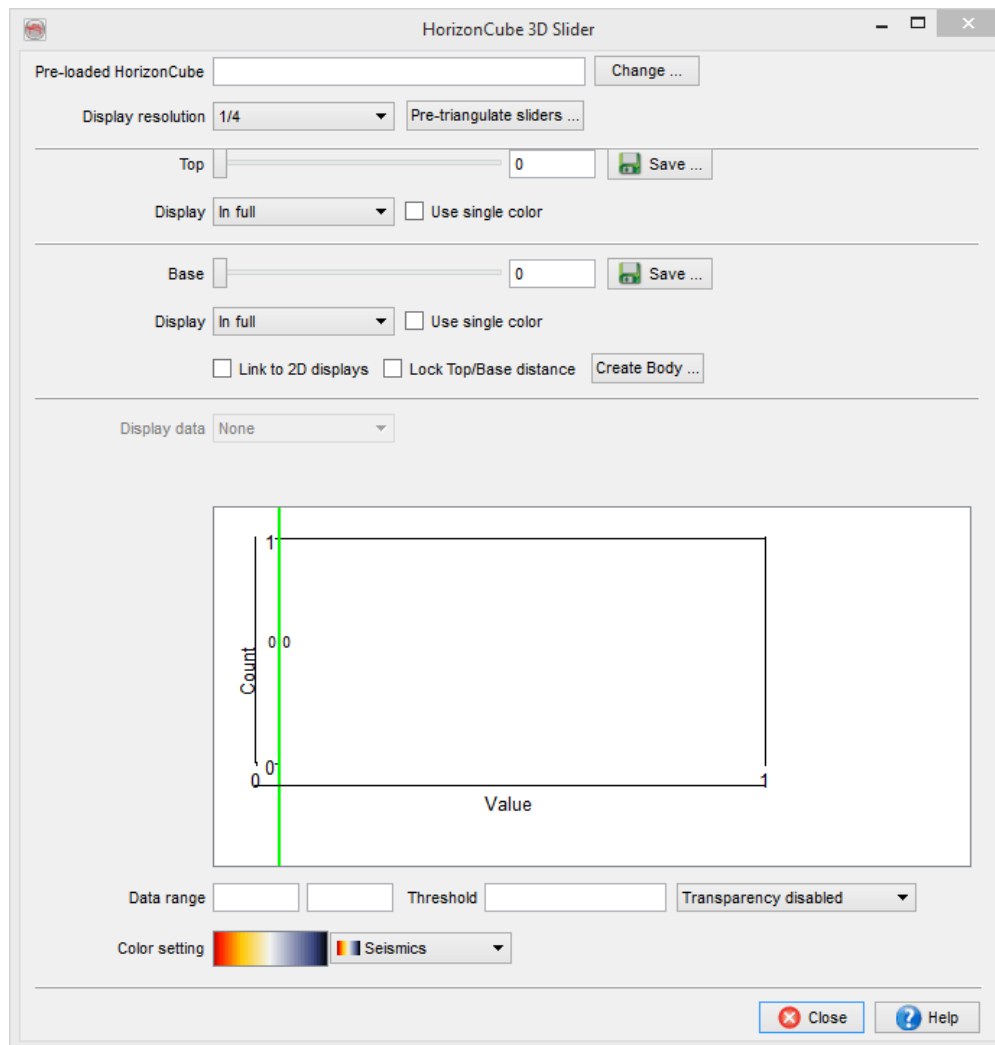 HorizonCube 3D Slider
Pre-loaded HorizonCube Change ...
Display resolution 1/4 Pre-triangulate sliders ...
Top 0 Save ...
Display In full Use single color
Base 0 Save ...
Display In full Use single color
Link to 2D displays Lock Top/Base distance Create Body ...
Display data None
1
0 0
Count
0
0 1
Value
Data range Threshold Transparency disabled
Color setting Seismics
Close Help